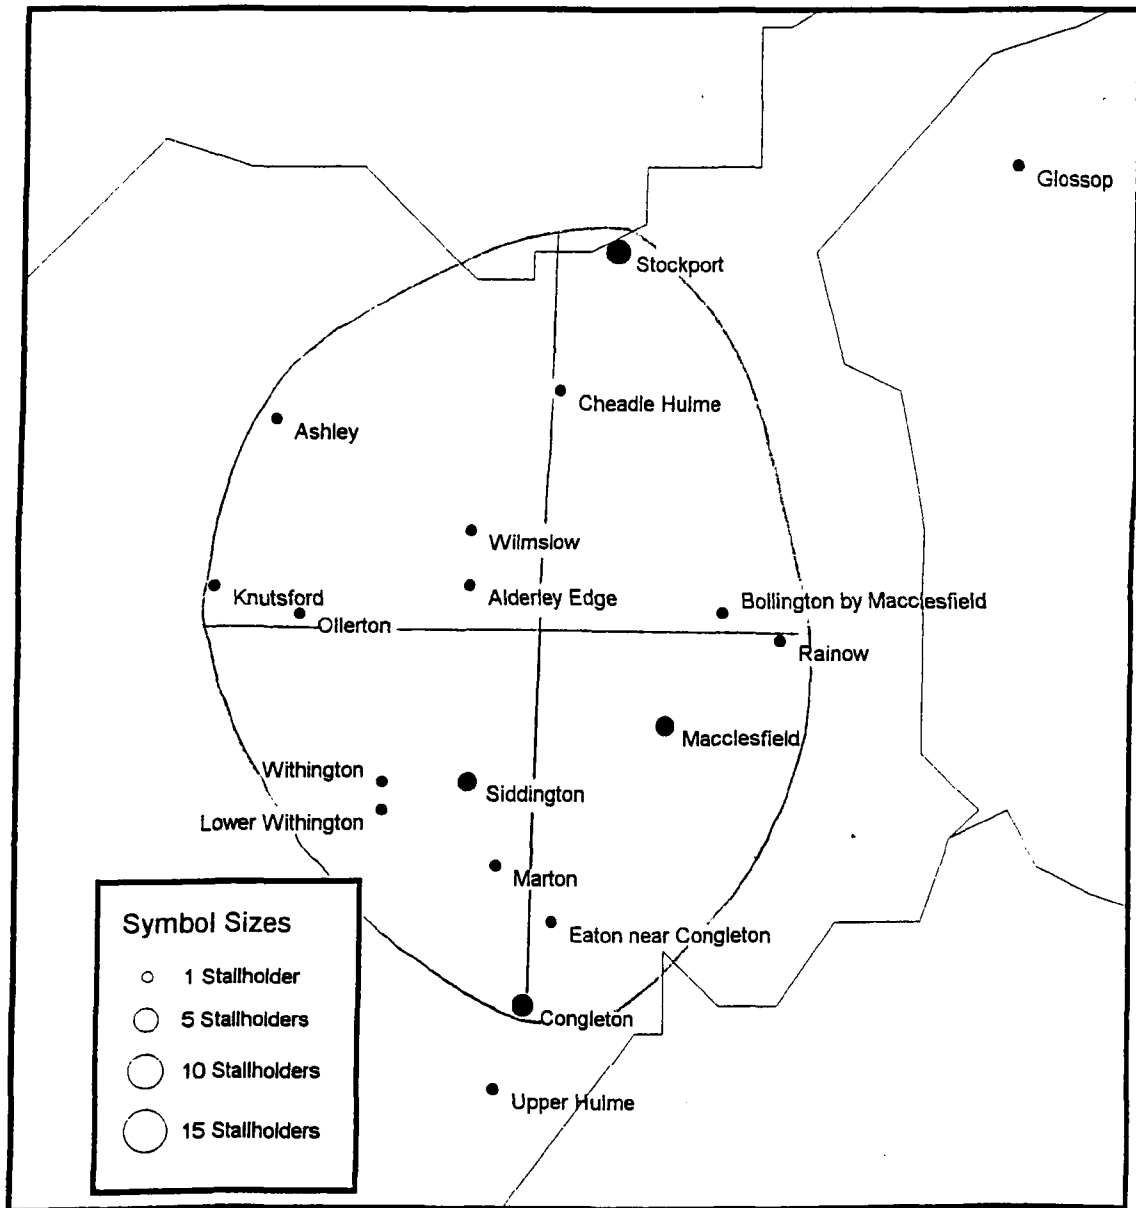 Glossop
Stockport
Cheadle Hulme
Ashley
Wilmslow
Knutsford
Alderley Edge
Bollington by Macclesfield
Ollerton
Rainow
Macclesfield
Withington
Siddington
Lower Withington
Marton
Eaton near Congleton
Congleton
Upper Hulme
Symbol Sizes
1 Stallholder
5 Stallholders
10 Stallholders
15 Stallholders